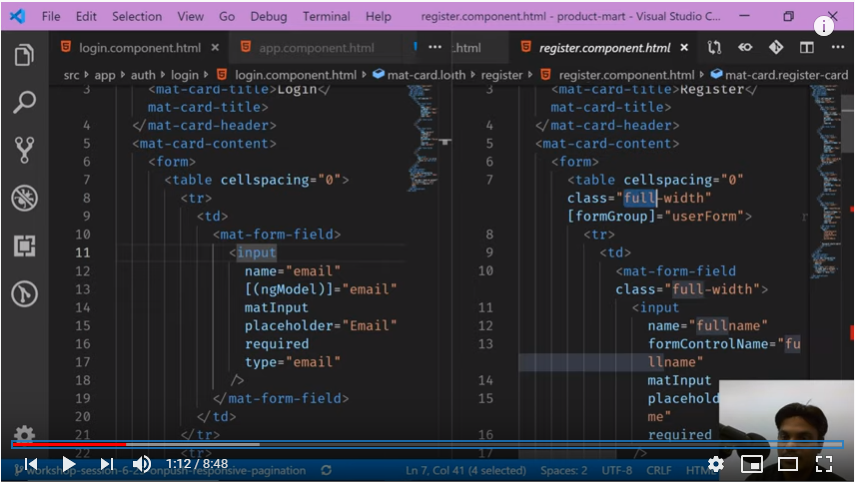 File Edit Selection View Go Debug Terminal Help register.component.html - product-mart - Visual Studio C...
login.component.html × app.component.html ... .html register.component.html × ...
src > app > auth > login > login.component.html > mat-card.lo
th > register > register.component.html > mat-card.register-card
3 <mat-card-title>Login</
mat-card-title>
4 </mat-card-header>
5 <mat-card-content>
6 <form>
7 <table cellspacing="0">
8 <tr>
9 <td>
10 <mat-form-field>
11 <input
12 name="email"
13 [(ngModel)]="email"
14 matInput
15 placeholder="Email"
16 required
17 type="email"
18 />
19 </mat-form-field>
20 </td>
21 </tr>
22 <tr>
3 <mat-card-title>Register</
mat-card-title>
4 </mat-card-header>
5 <mat-card-content>
6 <form>
7 <table cellspacing="0"
class="full-width"
[formGroup]="userForm">
8 <tr>
9 <td>
10 <mat-form-field
class="full-width">
11 <input
12 name="fullname"
13 formControlName="fu
llname"
14 matInput
15 placehold
me"
16 required
17 />
1:12 / 8:48
workshop-session-6-2 onpush-responsive-pagination Ln 7, Col 41 (4 selected) Spaces: 2 UTF-8 CRLF HTM